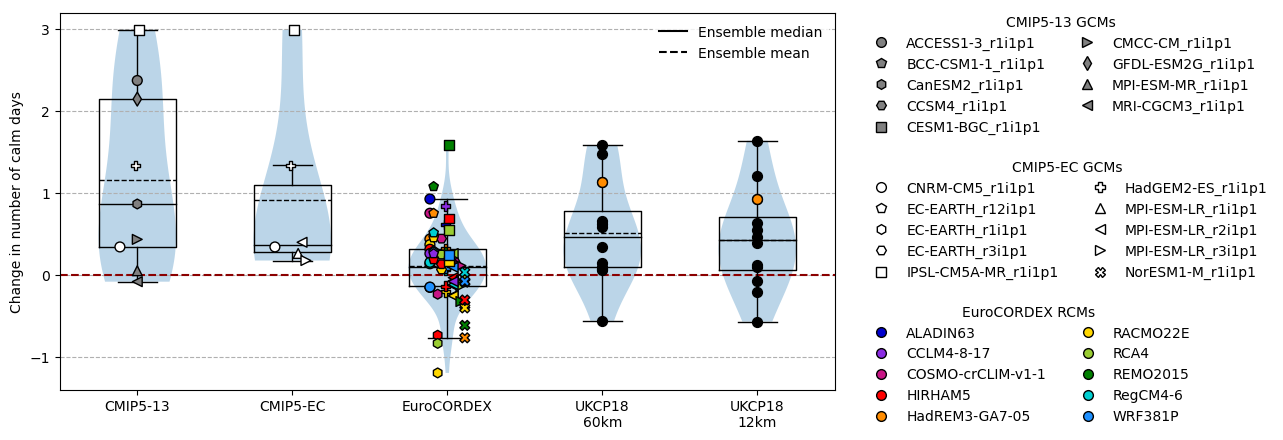 Change in number of calm days
3
2
1
0
−1
CMIP5-13
CMIP5-EC
EuroCORDEX
UKCP18
60km
UKCP18
12km
Ensemble median
Ensemble mean
CMIP5-13 GCMs
ACCESS1-3_r1i1p1
BCC-CSM1-1_r1i1p1
CanESM2_r1i1p1
CCSM4_r1i1p1
CESM1-BGC_r1i1p1
CMCC-CM_r1i1p1
GFDL-ESM2G_r1i1p1
MPI-ESM-MR_r1i1p1
MRI-CGCM3_r1i1p1
CMIP5-EC GCMs
CNRM-CM5_r1i1p1
EC-EARTH_r12i1p1
EC-EARTH_r1i1p1
EC-EARTH_r3i1p1
IPSL-CM5A-MR_r1i1p1
HadGEM2-ES_r1i1p1
MPI-ESM-LR_r1i1p1
MPI-ESM-LR_r2i1p1
MPI-ESM-LR_r3i1p1
NorESM1-M_r1i1p1
EuroCORDEX RCMs
ALADIN63
CCLM4-8-17
COSMO-crCLIM-v1-1
HIRHAM5
HadREM3-GA7-05
RACMO22E
RCA4
REMO2015
RegCM4-6
WRF381P